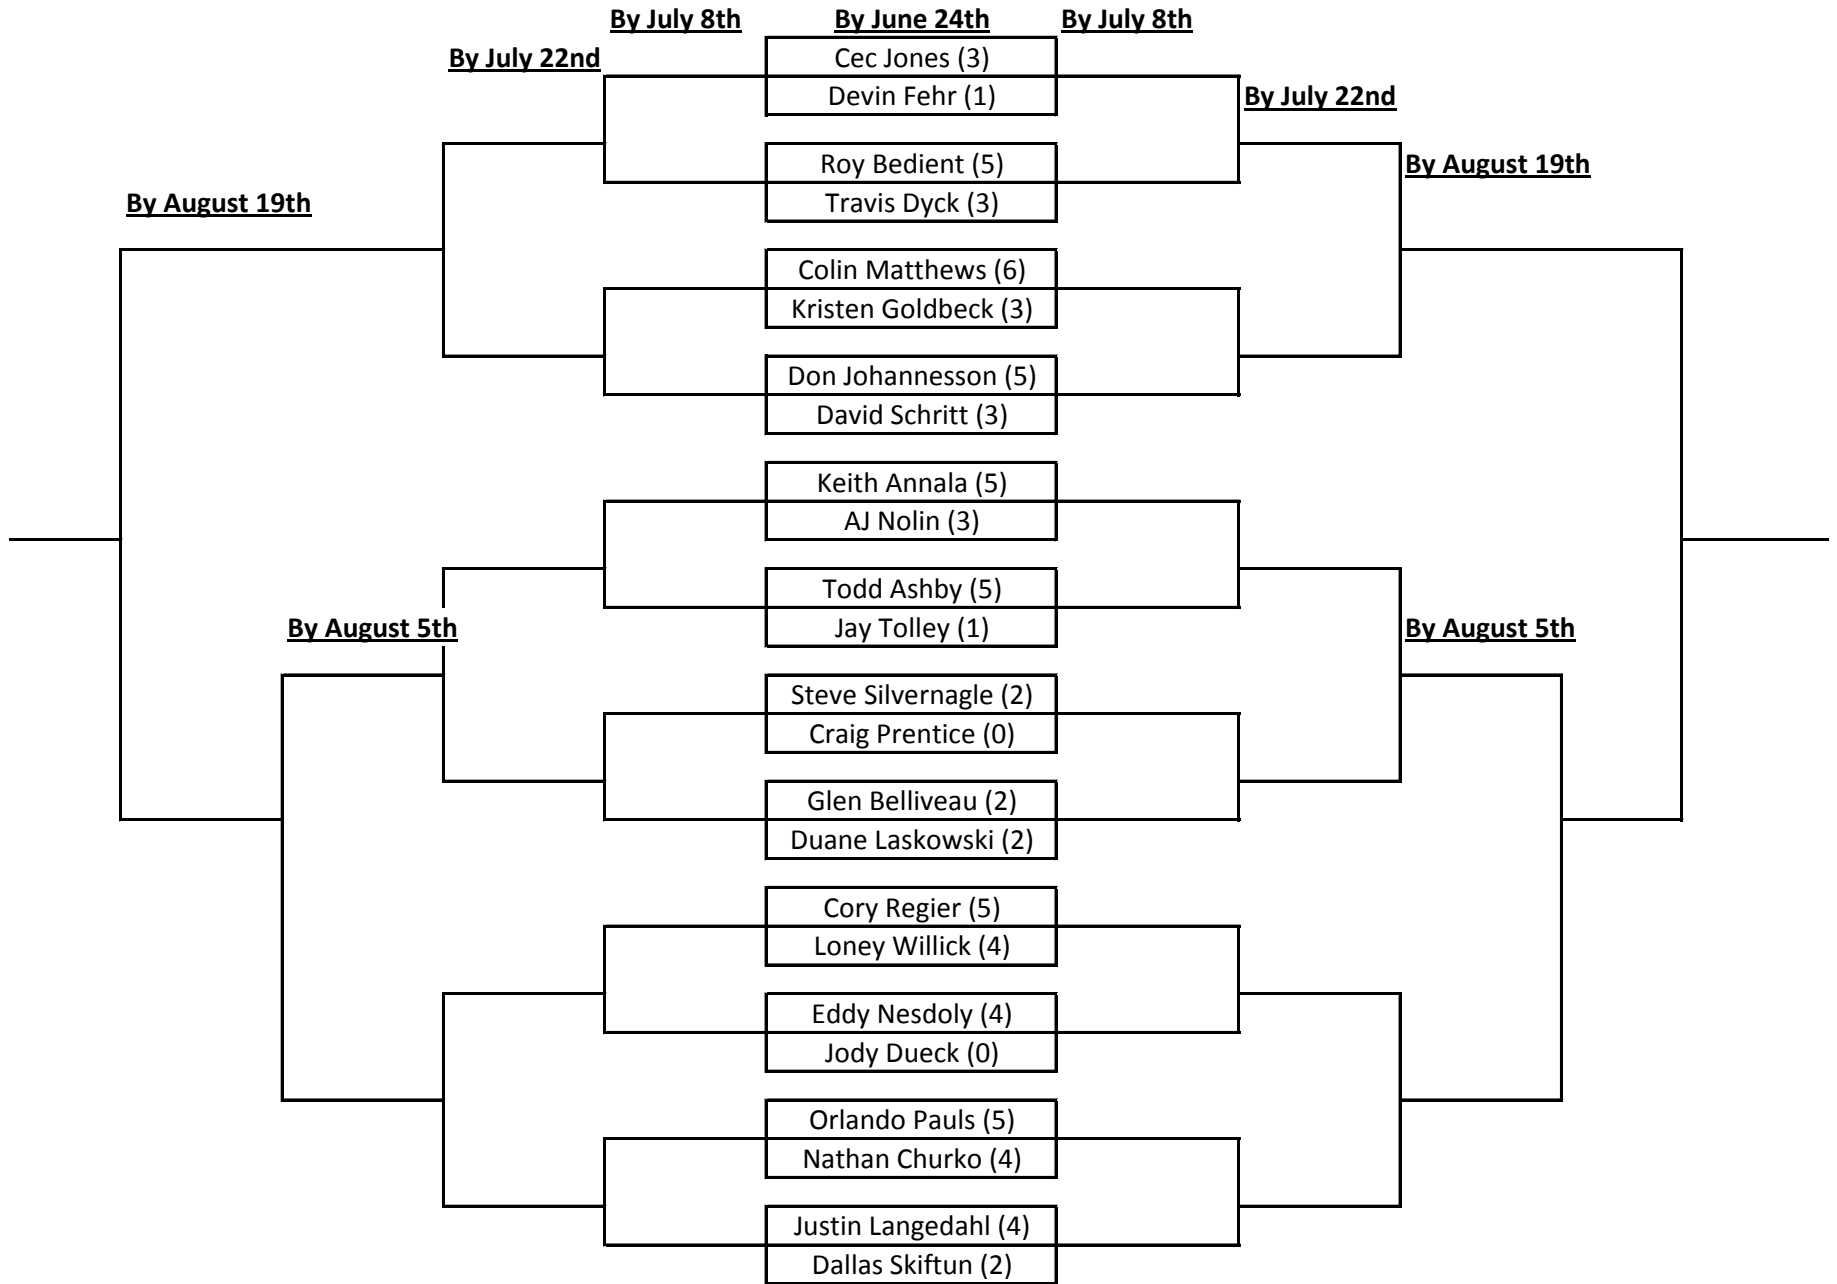 By July 8th
By June 24th
By July 8th
By July 22nd
Cec Jones (3)
Devin Fehr (1)
By July 22nd
Roy Bedient (5)
By August 19th
By August 19th
Travis Dyck (3)
Colin Matthews (6)
Kristen Goldbeck (3)
Don Johannesson (5)
David Schritt (3)
Keith Annala (5)
AJ Nolin (3)
Todd Ashby (5)
By August 5th
Jay Tolley (1)
By August 5th
Steve Silvernagle (2)
Craig Prentice (0)
Glen Belliveau (2)
Duane Laskowski (2)
Cory Regier (5)
Loney Willick (4)
Eddy Nesdoly (4)
Jody Dueck (0)
Orlando Pauls (5)
Nathan Churko (4)
Justin Langedahl (4)
Dallas Skiftun (2)